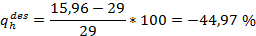 q_h^des = (15,96 − 29) / 29 * 100 = −44,97 %